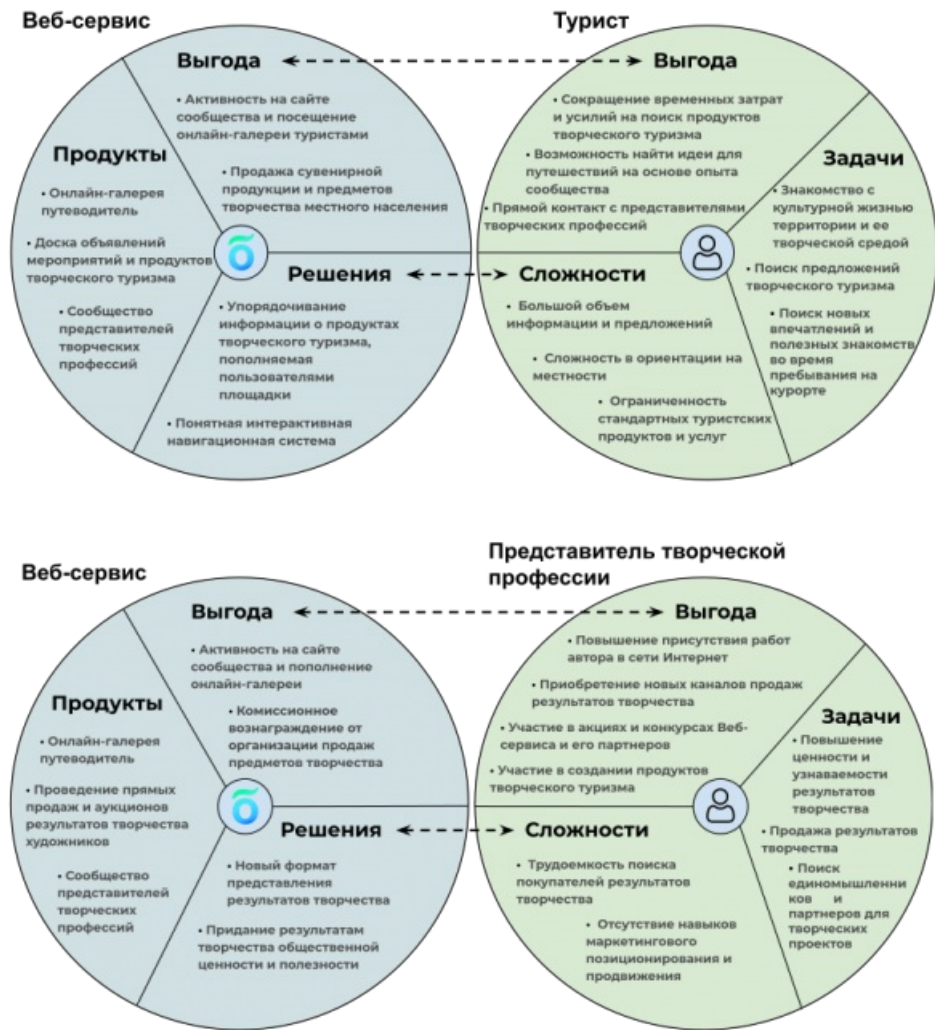 Веб-сервис
Выгода
• Активность на сайте
сообщества и посещение
онлайн-галереи туристами
• Продажа сувенирной
продукции и предметов
творчества местного населения
Продукты
• Онлайн-галерея
путеводитель
• Доска объявлений
мероприятий и продуктов
творческого туризма
• Сообщество
представителей
творческих
профессий
Решения
• Упорядочивание
информации о продуктах
творческого туризма,
пополняемая
пользователями
площадки
• Понятная интерактивная
навигационная система
Турист
Выгода
• Сокращение временных затрат
и усилий на поиск продуктов
творческого туризма
• Возможность найти идеи для
путешествий на основе опыта
сообщества
• Прямой контакт с представителями
творческих профессий
Задачи
• Знакомство с
культурной жизнью
территории и ее
творческой средой
• Поиск предложений
творческого туризма
• Поиск новых
впечатлений и
полезных знакомств
во время
пребывания на
курорте
Сложности
• Большой объем
информации и предложений
• Сложность в ориентации на
местности
• Ограниченность
стандартных туристских
продуктов и услуг
Веб-сервис
Выгода
• Активность на сайте
сообщества и пополнение
онлайн-галереи
• Комиссионное
вознаграждение от
организации продаж
предметов творчества
Продукты
• Онлайн-галерея
путеводитель
• Проведение прямых
продаж и аукционов
результатов творчества
художников
• Сообщество
представителей
творческих
профессий
Решения
• Новый формат
представления
результатов творчества
• Придание результатам
творчества общественной
ценности и полезности
Представитель творческой
профессии
Выгода
• Повышение присутствия работ
автора в сети Интернет
• Приобретение новых каналов продаж
результатов творчества
• Участие в акциях и конкурсах Веб-
сервиса и его партнеров
• Участие в создании продуктов
творческого туризма
Задачи
• Повышение
ценности и
узнаваемости
результатов
творчества
• Продажа результатов
творчества
• Поиск
единомышленни
ков и
партнеров для
творческих
проектов
Сложности
• Трудоемкость поиска
покупателей результатов
творчества
• Отсутствие навыков
маркетингового
позиционирования и
продвижения